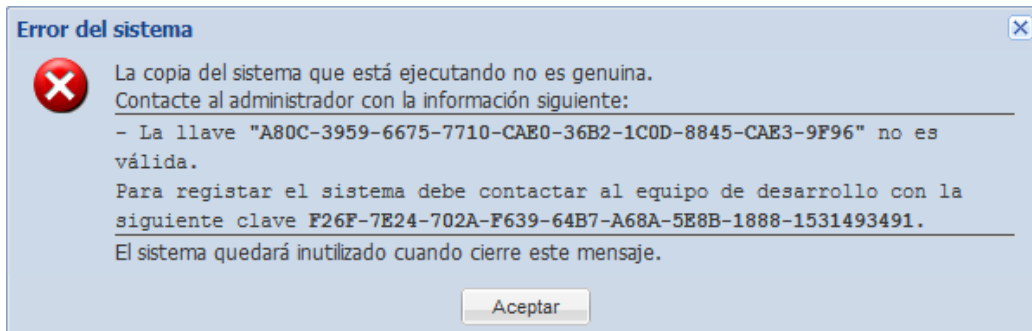 Error del sistema
La copia del sistema que está ejecutando no es genuina.
Contacte al administrador con la información siguiente:
- La llave "A80C-3959-6675-7710-CAE0-36B2-1C0D-8845-CAE3-9F96" no es
válida.
Para registar el sistema debe contactar al equipo de desarrollo con la
siguiente clave F26F-7E24-702A-F639-64B7-A68A-5E8B-1888-1531493491.
El sistema quedará inutilizado cuando cierre este mensaje.
Aceptar